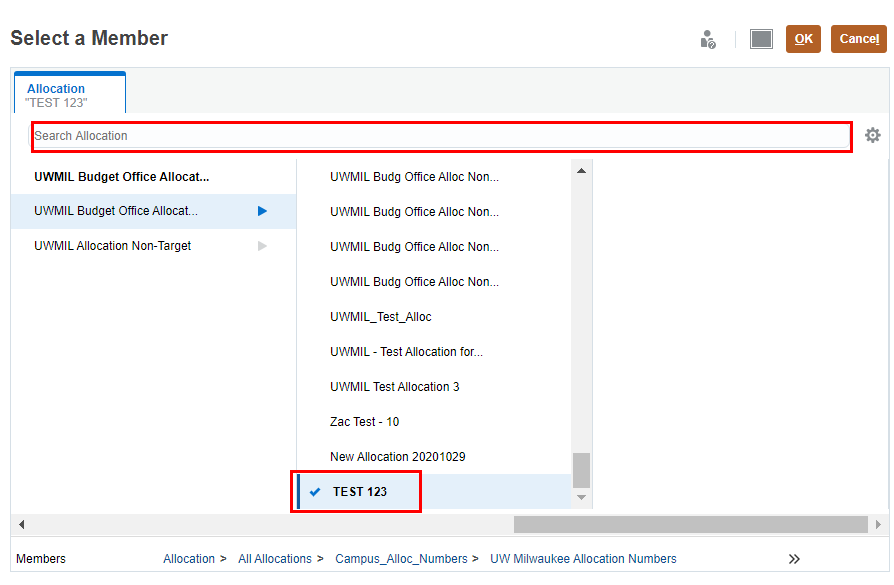 Select a Member
OK
Cancel
Allocation
"TEST 123"
Search Allocation
UWMIL Budget Office Allocat...
UWMIL Budget Office Allocat...
UWMIL Allocation Non-Target
UWMIL Budg Office Alloc Non...
UWMIL Budg Office Alloc Non...
UWMIL Budg Office Alloc Non...
UWMIL Budg Office Alloc Non...
UWMIL_Test_Alloc
UWMIL - Test Allocation for...
UWMIL Test Allocation 3
Zac Test - 10
New Allocation 20201029
TEST 123
Members Allocation > All Allocations > Campus_Alloc_Numbers > UW Milwaukee Allocation Numbers »